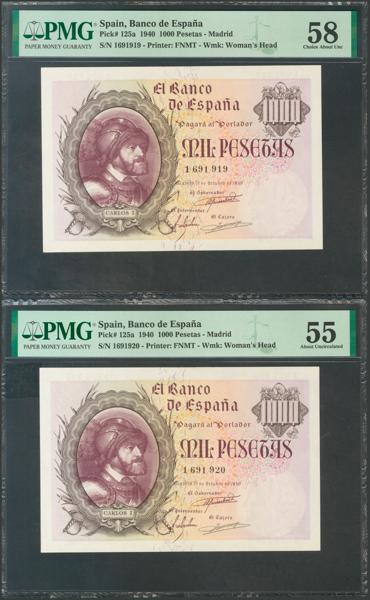 PMG
PAPER MONEY GUARANTY
Spain, Banco de España
Pick# 125a 1940 1000 Pesetas - Madrid
S/N 1691919 - Printer: FNMT - Wmk: Woman's Head
58
Choice About Unc
El Banco
de España
Pagará al Portador
MIL PESETAS
1 691 919
El Gobernador
El Interventor
El Cajero
CARLOS I
PMG
PAPER MONEY GUARANTY
Spain, Banco de España
Pick# 125a 1940 1000 Pesetas - Madrid
S/N 1691920 - Printer: FNMT - Wmk: Woman's Head
55
About Uncirculated
El Banco
de España
Pagará al Portador
MIL PESETAS
1 691 920
El Gobernador
El Interventor
El Cajero
CARLOS I